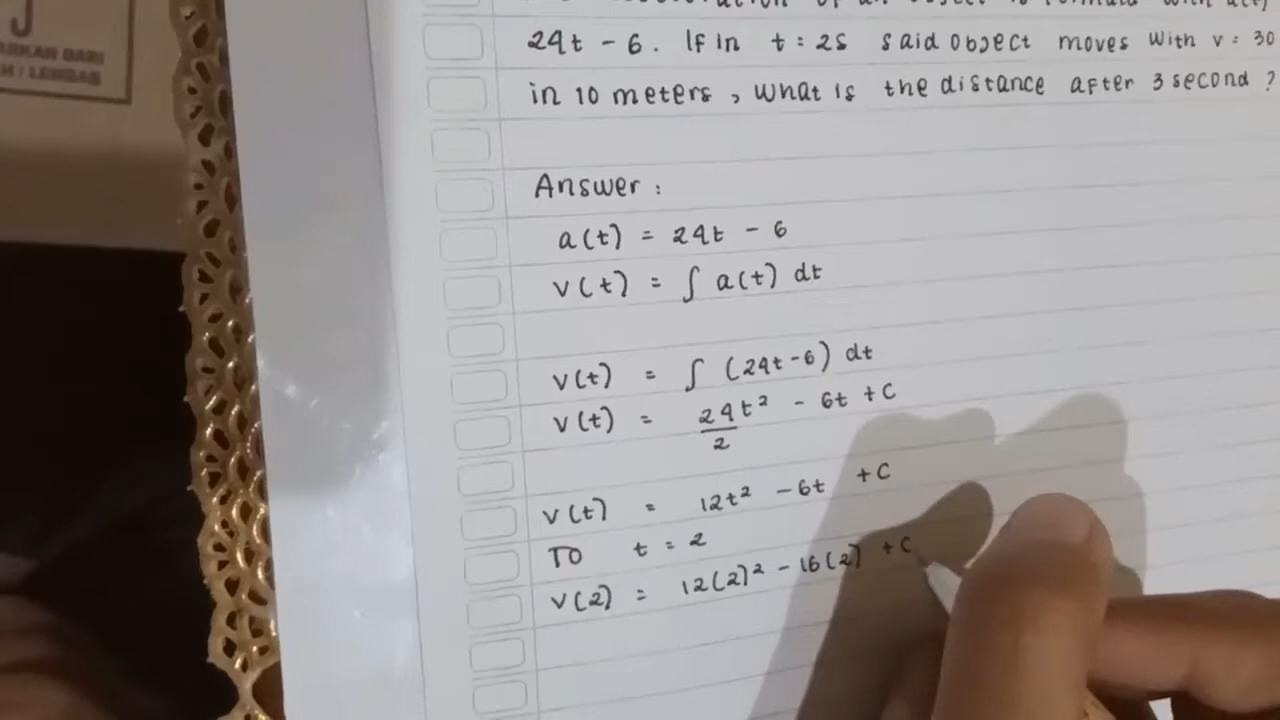 24t - 6. If in t = 2s said object moves with v = 30
in 10 meters, what is the distance after 3 second ?
Answer :
a(t) = 24t - 6
v(t) = ∫ a(t) dt
v(t) = ∫ (24t-6) dt
v(t) = 24t² - 6t + C
2
v(t) = 12t² - 6t + C
TO t = 2
v(2) = 12(2)² - 16(2) + C
J